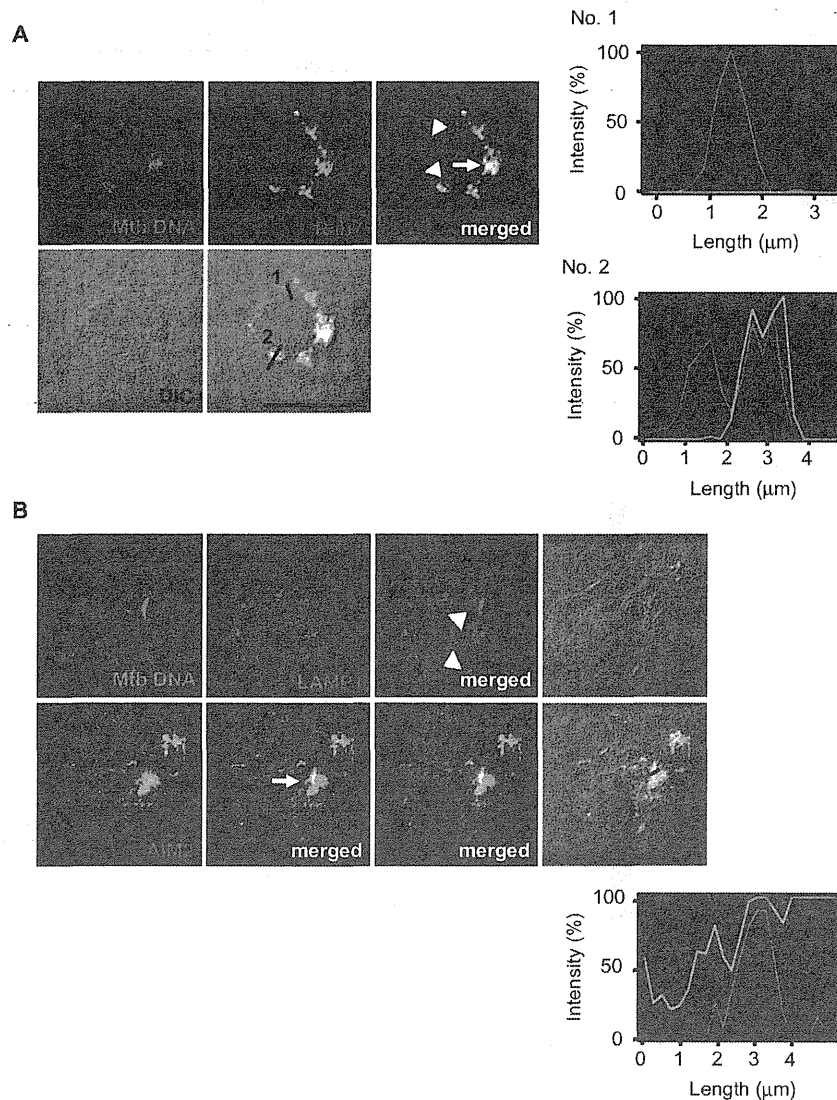 A
No. 1
Intensity (%)
100
50
0
0 1 2 3
Length (μm)
Mtb DNA
merged
1
2
DIC
No. 2
Intensity (%)
100
50
0
0 1 2 3 4
Length (μm)
B
Mtb DNA
LAMP1
merged
AIM2
merged
merged
Intensity (%)
100
50
0
0 1 2 3 4
Length (μm)